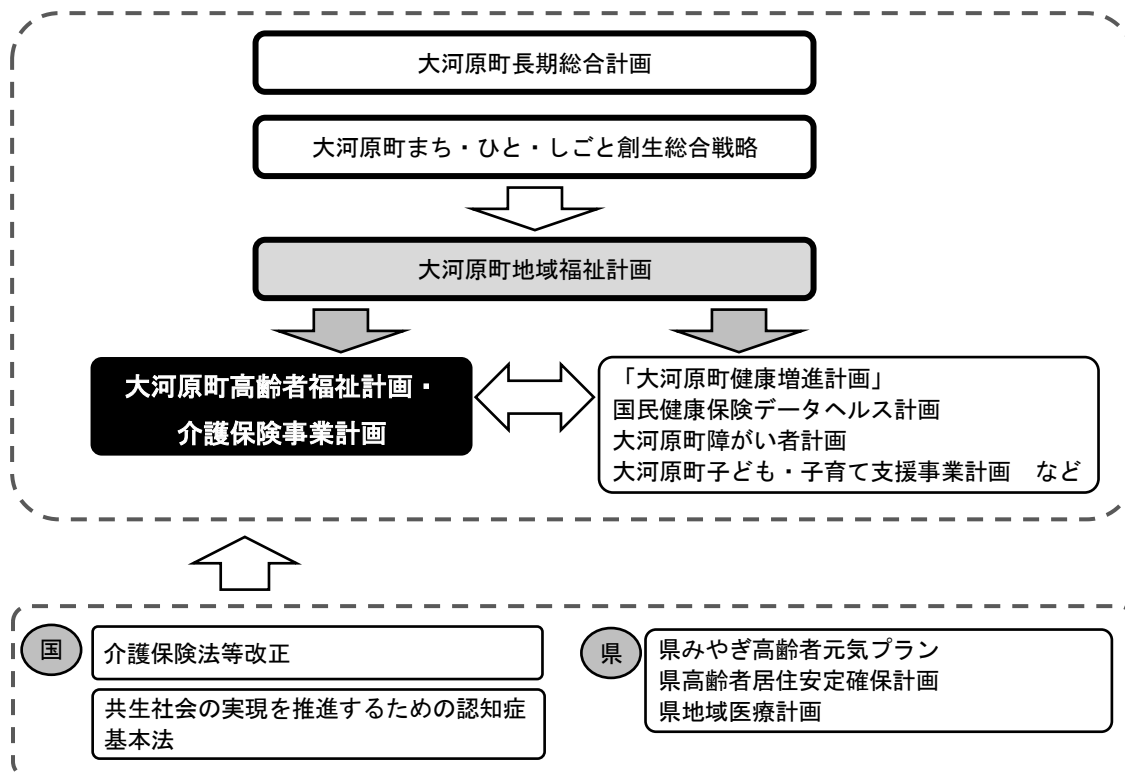 大河原町長期総合計画
大河原町まち・ひと・しごと創生総合戦略
大河原町地域福祉計画
大河原町高齢者福祉計画・
介護保険事業計画
「大河原町健康増進計画」
国民健康保険データヘルス計画
大河原町障がい者計画
大河原町子ども・子育て支援事業計画　など
国
介護保険法等改正
共生社会の実現を推進するための認知症
基本法
県
県みやぎ高齢者元気プラン
県高齢者居住安定確保計画
県地域医療計画